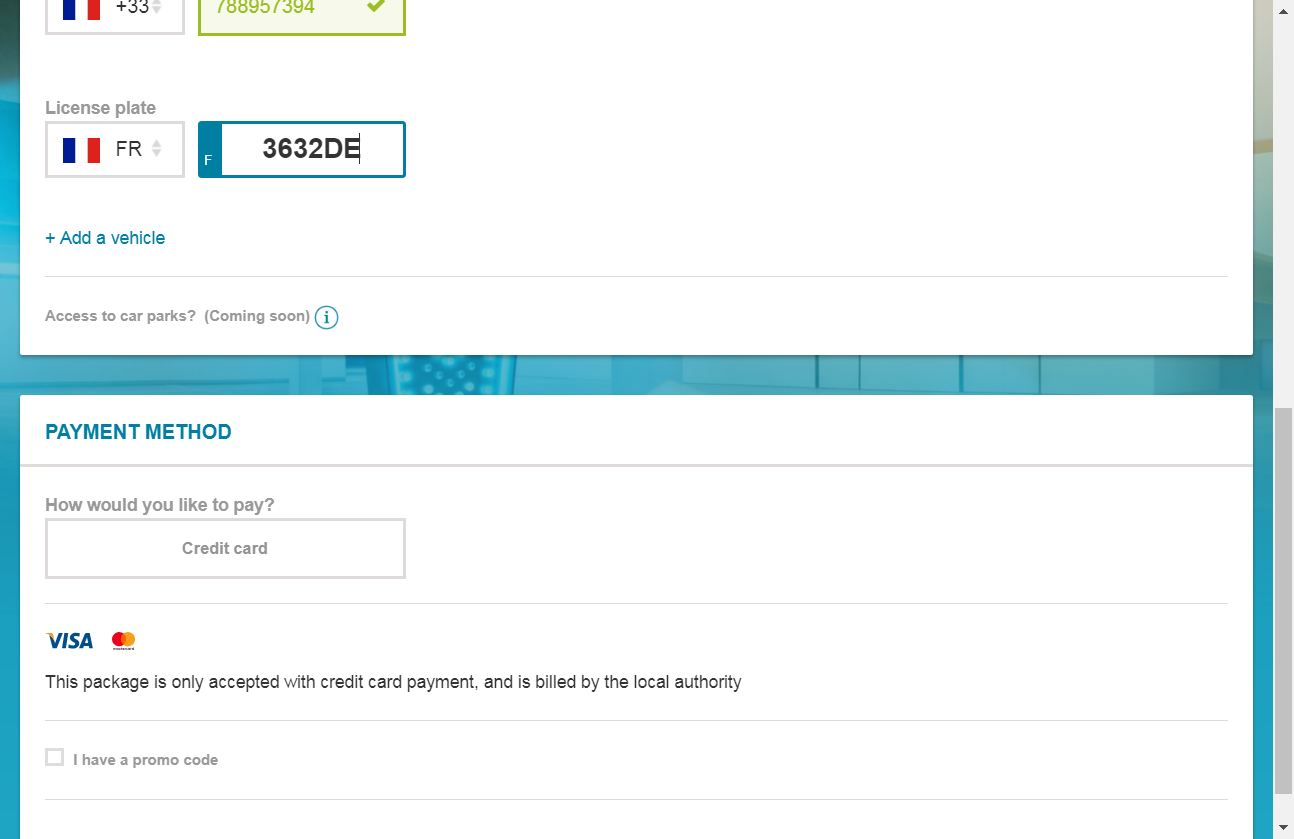 +33
788957394
License plate
FR
F
3632DE
+ Add a vehicle
Access to car parks? (Coming soon) i
PAYMENT METHOD
How would you like to pay?
Credit card
VISA mastercard
This package is only accepted with credit card payment, and is billed by the local authority
I have a promo code